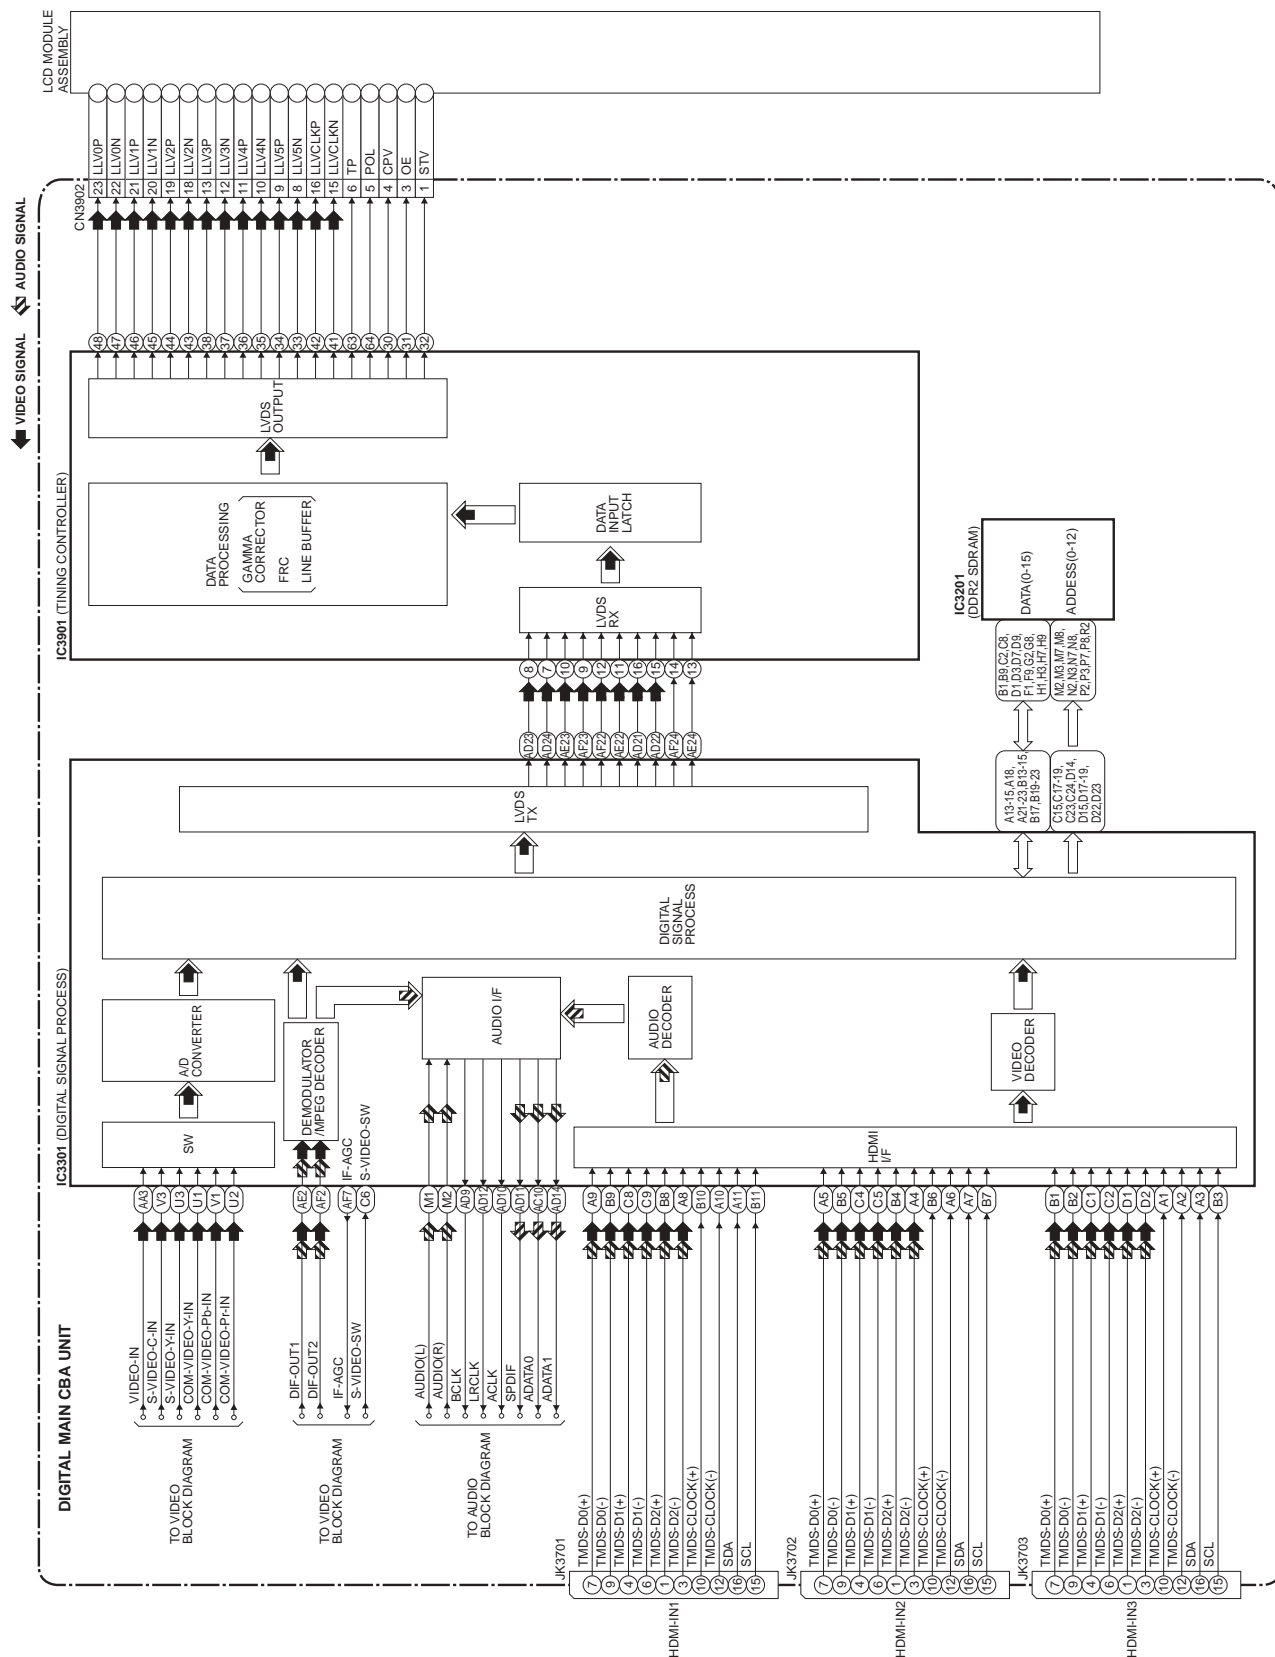 VIDEO SIGNAL
AUDIO SIGNAL
DIGITAL MAIN CBA UNIT
LCD MODULE
ASSEMBLY
CN3902
23 LLV0P
22 LLV0N
21 LLV1P
20 LLV1N
19 LLV2P
18 LLV2N
13 LLV3P
12 LLV3N
11 LLV4P
10 LLV4N
9 LLV5P
8 LLV5N
16 LLVCLKP
15 LLVCLKN
6 TP
5 POL
4 CPV
3 OE
1 STV
48
47
46
45
44
43
38
37
36
35
34
33
42
41
63
64
30
31
32
IC3901 (TINING CONTROLLER)
LVDS
OUTPUT
DATA
PROCESSING
GAMMA
CORRECTOR
FRC
LINE BUFFER
DATA
INPUT
LATCH
LVDS
RX
8
7
10
9
12
11
16
15
14
13
AD23
AD24
AE23
AF23
AF22
AE22
AD21
AD22
AF24
AE24
IC3201
(DDR2 SDRAM)
DATA(0-15)
ADDESS(0-12)
B1,B9,C2,C8,
D1,D3,D7,D9,
F1,F9,G2,G8,
H1,H3,H7,H9
M2,M3,M7,M8,
N2,N3,N7,N8,
P2,P3,P7,P8,R2
A13-15,A18,
A21-23,B13-15,
B17,B19-23
C15,C17-19,
C23,C24,D14,
D15,D17-19,
D22,D23
IC3301 (DIGITAL SIGNAL PROCESS)
LVDS
TX
DIGITAL
SIGNAL
PROCESS
A/D
CONVERTER
SW
DEMODULATOR
/MPEG DECODER
IF-AGC
S-VIDEO-SW
AUDIO I/F
AUDIO
DECODER
VIDEO
DECODER
HDMI
I/F
AA3
V3
U3
U1
V1
U2
AE2
AF2
AF7
C6
M1
M2
AD9
AD12
AD10
AD11
AC10
AD14
A9
B9
C8
C9
B8
A8
B10
A10
A11
B11
A5
B5
C4
C5
B4
A4
B6
A6
A7
B7
B1
B2
C1
C2
D1
D2
A1
A2
A3
B3
VIDEO-IN
S-VIDEO-C-IN
S-VIDEO-Y-IN
COM-VIDEO-Y-IN
COM-VIDEO-Pb-IN
COM-VIDEO-Pr-IN
TO VIDEO
BLOCK DIAGRAM
DIF-OUT1
DIF-OUT2
IF-AGC
S-VIDEO-SW
TO VIDEO
BLOCK DIAGRAM
AUDIO(L)
AUDIO(R)
BCLK
LRCLK
ACLK
SPDIF
ADATA0
ADATA1
TO AUDIO
BLOCK DIAGRAM
JK3701
7 TMDS-D0(+)
9 TMDS-D0(-)
4 TMDS-D1(+)
6 TMDS-D1(-)
1 TMDS-D2(+)
3 TMDS-D2(-)
10 TMDS-CLOCK(+)
12 TMDS-CLOCK(-)
16 SDA
15 SCL
HDMI-IN1
JK3702
7 TMDS-D0(+)
9 TMDS-D0(-)
4 TMDS-D1(+)
6 TMDS-D1(-)
1 TMDS-D2(+)
3 TMDS-D2(-)
10 TMDS-CLOCK(+)
12 TMDS-CLOCK(-)
16 SDA
15 SCL
HDMI-IN2
JK3703
7 TMDS-D0(+)
9 TMDS-D0(-)
4 TMDS-D1(+)
6 TMDS-D1(-)
1 TMDS-D2(+)
3 TMDS-D2(-)
10 TMDS-CLOCK(+)
12 TMDS-CLOCK(-)
16 SDA
15 SCL
HDMI-IN3